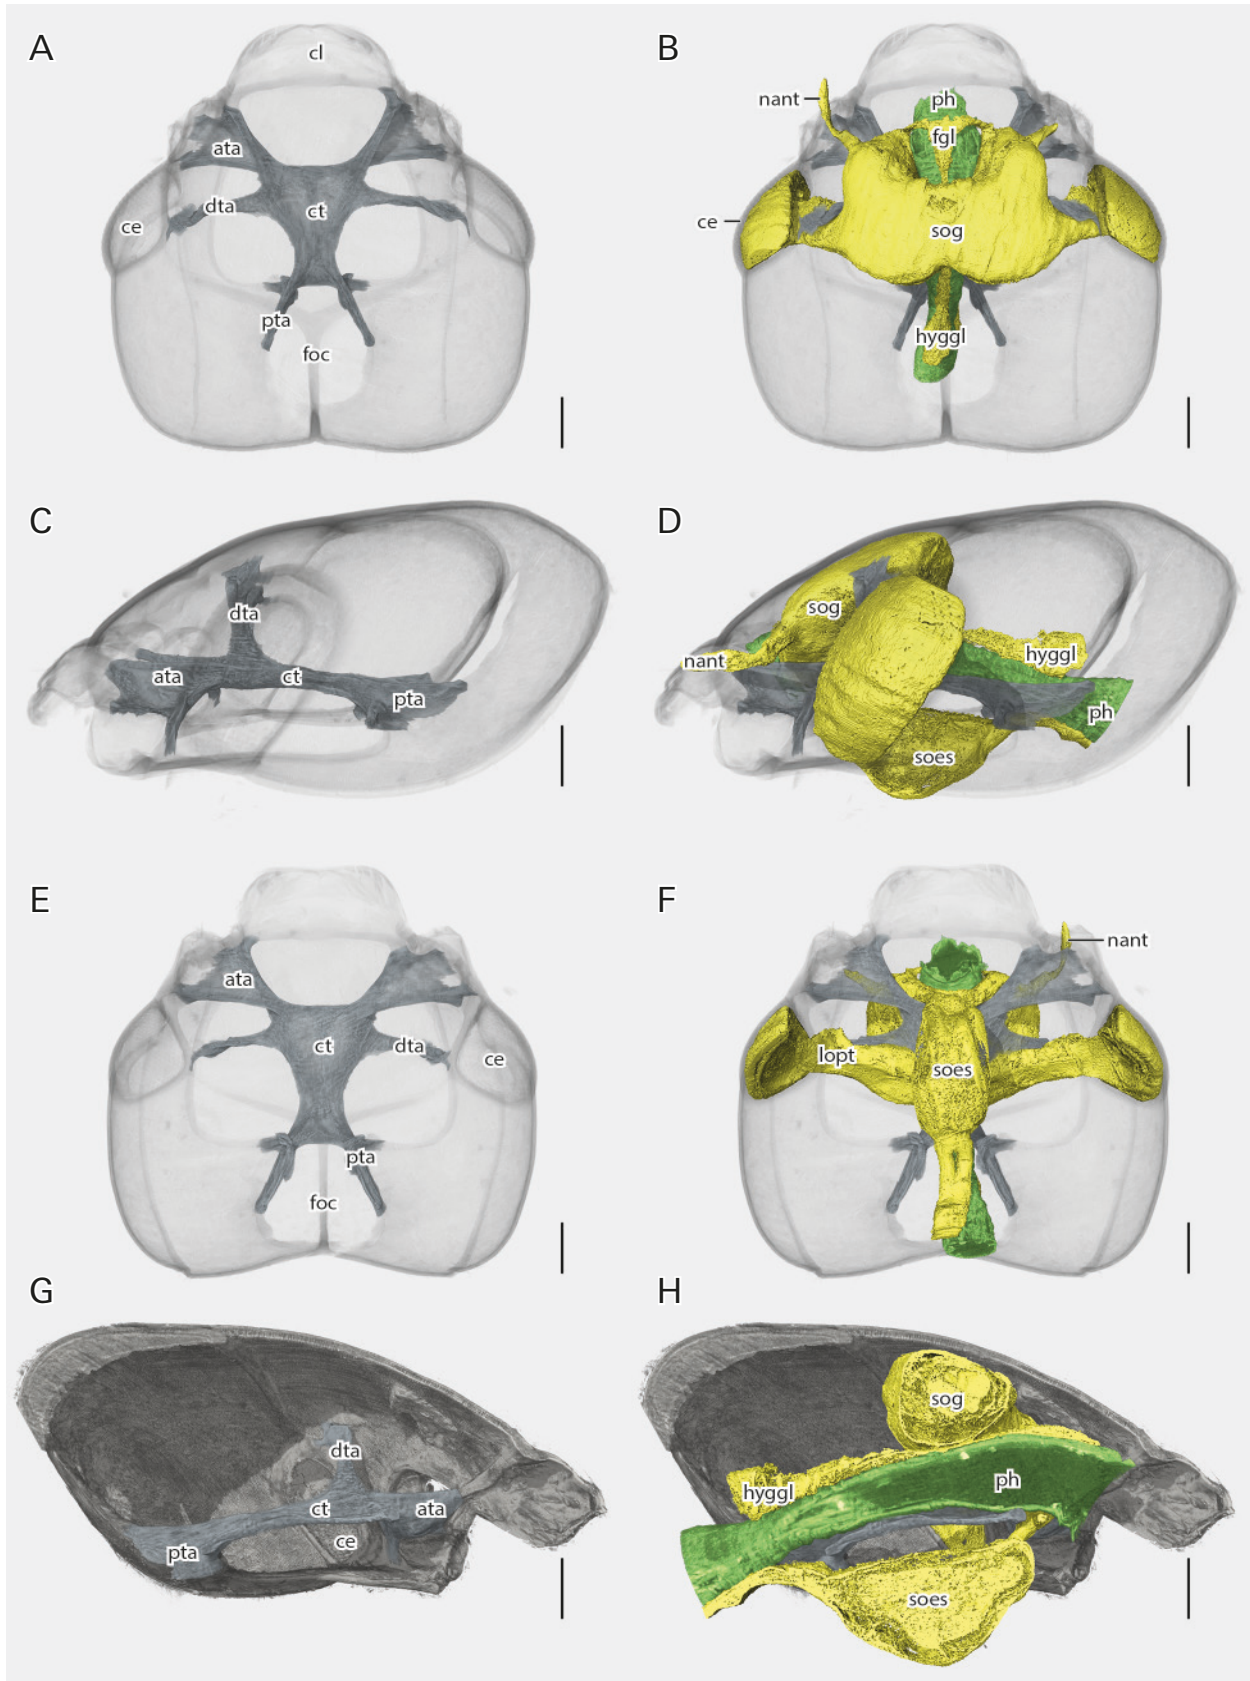 A
cl
ata
dta
ct
ce
pta
foc
B
nant
ph
fgl
ce
sog
hyggl
C
dta
ata
ct
pta
D
sog
nant
hyggl
ph
soes
E
ata
ct
dta
ce
pta
foc
F
nant
lopt
soes
G
dta
ct
ata
ce
pta
H
sog
ph
hyggl
soes